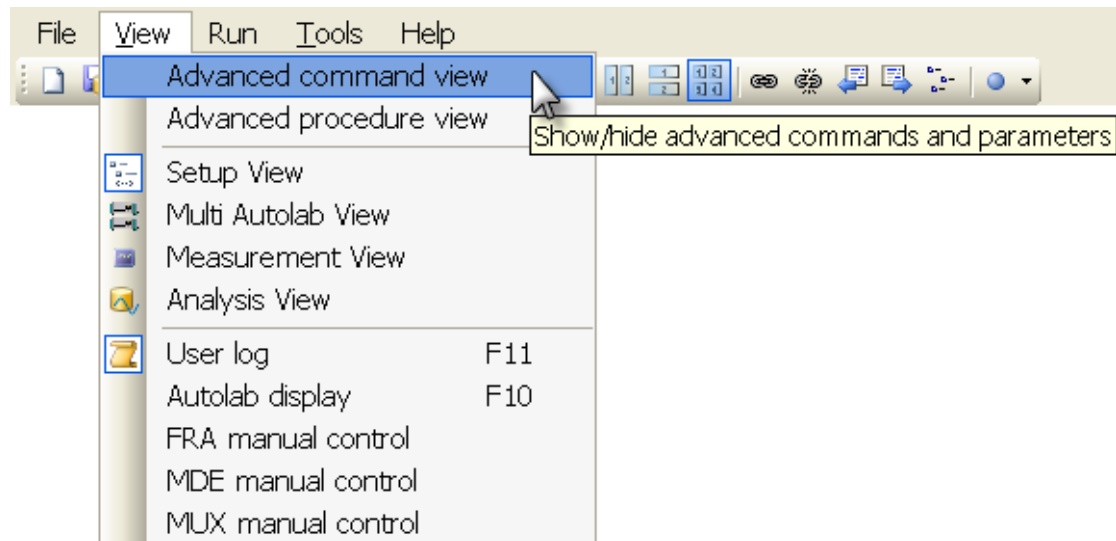 File View Run Tools Help
Advanced command view
Advanced procedure view
Show/hide advanced commands and parameters
Setup View
Multi Autolab View
Measurement View
Analysis View
User log F11
Autolab display F10
FRA manual control
MDE manual control
MUX manual control